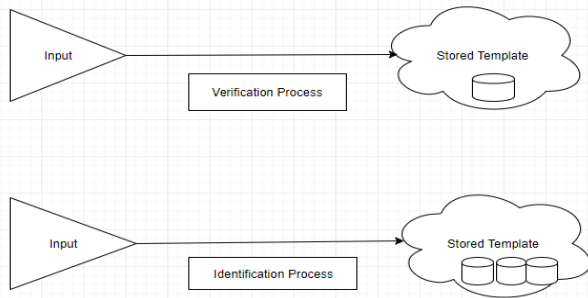 Input
Stored Template
Verification Process
Input
Stored Template
Identification Process